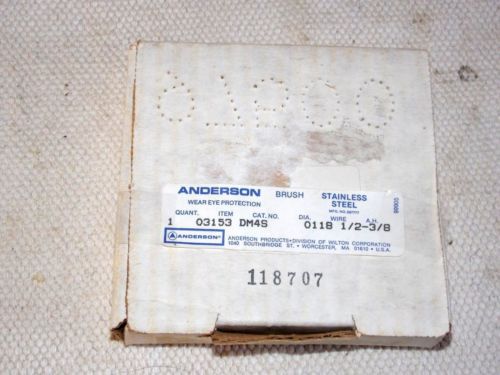 ANDERSON BRUSH STAINLESS STEEL
WEAR EYE PROTECTION
QUANT. ITEM CAT. NO. DIA. WIRE A.H.
1 03153 DM4S 0118 1/2-3/8
ANDERSON
ANDERSON PRODUCTS•DIVISION OF WILTON CORPORATION
1040 SOUTHBRIDGE ST. • WORCESTER, MA 01610 • U.S.A.
118707